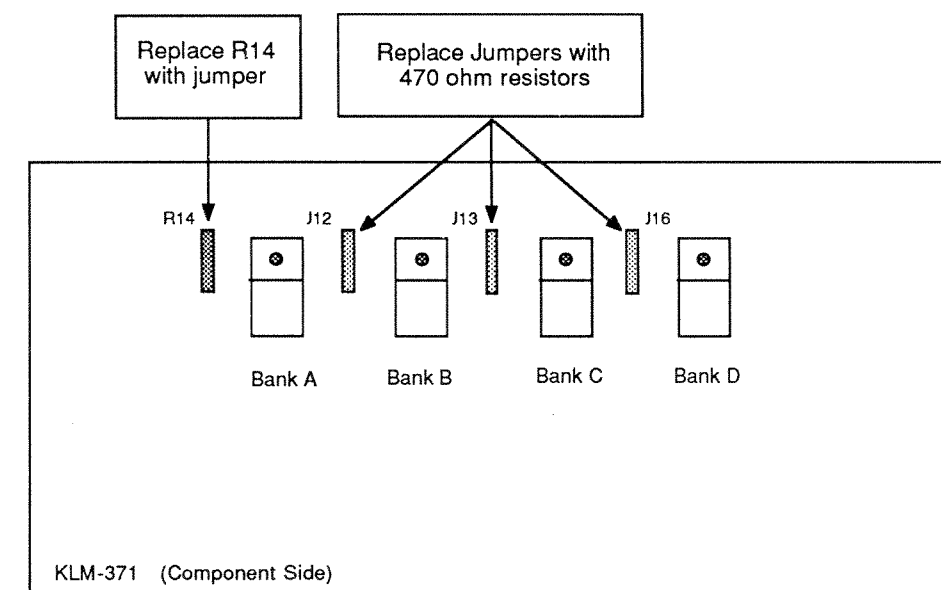 Replace R14
with jumper
Replace Jumpers with
470 ohm resistors
R14
J12
J13
J16
Bank A
Bank B
Bank C
Bank D
KLM-371 (Component Side)